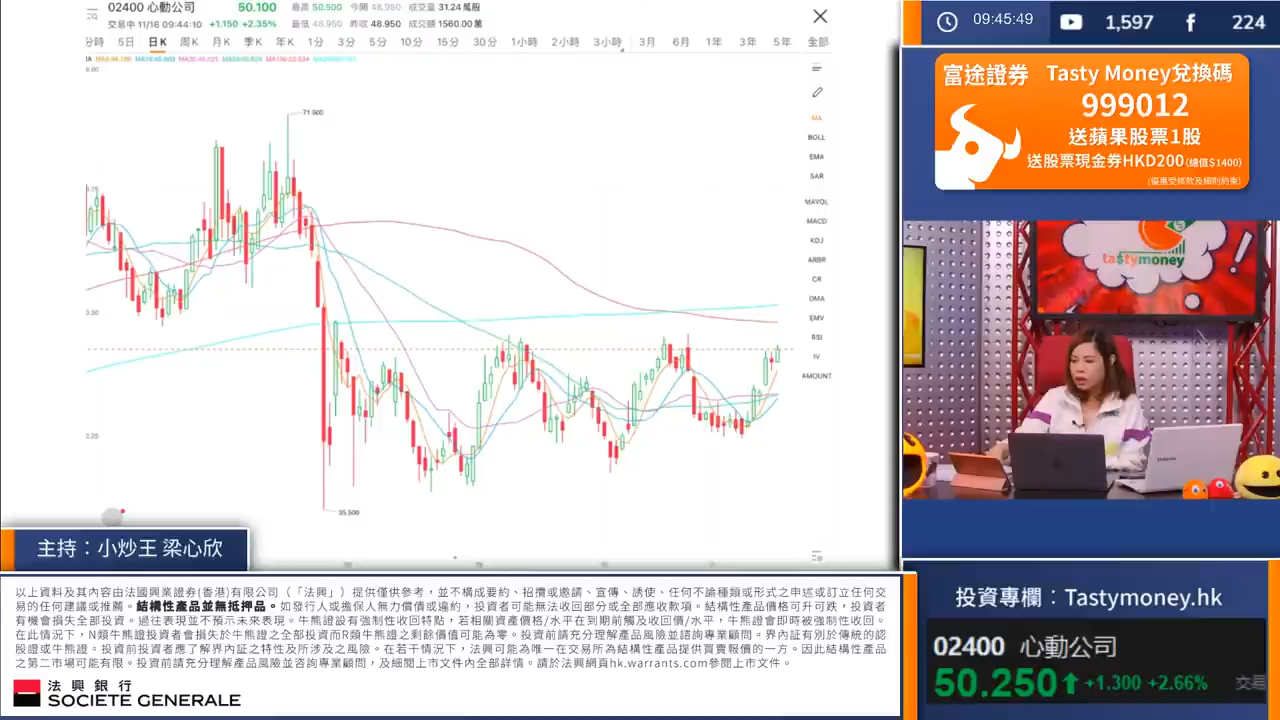 02400 心動公司
50.100
最高 50.500 今開 48.950 成交量 31.24萬股
交易中 11/16 09:44:10
+1.150 +2.35%
最低 48.950 昨收 48.950 成交額 1560.00萬
分時 5日 日K 周K 月K 季K 年K 1分 3分 5分 10分 15分 30分 1小時 2小時 3小時 3月 6月 1年 3年 5年 全部
71.500
35.500
MA
BOLL
EMA
SAR
MAVOL
MACD
KDJ
ARBR
CR
DMA
EMV
RSI
IV
AMOUNT
主持：小炒王 梁心欣
以上資料及其內容由法國興業證券(香港)有限公司（「法興」）提供僅供參考，並不構成要約、招攬或邀請、宣傳、誘使、任何不論種類或形式之申述或訂立任何交
易的任何建議或推薦。結構性產品並無抵押品。如發行人或擔保人無力償債或違約，投資者可能無法收回部分或全部應收款項。結構性產品價格可升可跌，投資者
有機會損失全部投資。過往表現並不預示未來表現。牛熊證設有強制性收回特點，若相關資產價格/水平在到期前觸及收回價/水平，牛熊證會即時被強制性收回。
在此情況下，N類牛熊證投資者會損失於牛熊證之全部投資而R類牛熊證之剩餘價值可能為零。投資前請充分理解產品風險並諮詢專業顧問。界內証有別於傳統的認
股證或牛熊證。投資前投資者應了解界內証之特性及所涉及之風險。在若干情況下，法興可能為唯一在交易所為結構性產品提供買賣報價的一方。因此結構性產品
之第二市場可能有限。投資前請充分理解產品風險並咨詢專業顧問，及細閱上市文件內全部詳情。請於法興網頁hk.warrants.com參閱上市文件。
法興銀行
SOCIETE GENERALE
09:45:49
1,597
224
富途證券 Tasty Money兌換碼
999012
送蘋果股票1股
送股票現金券HKD200(總值$1400)
(優惠受條款及細則約束)
tastymoney
SAMSUNG
投資專欄：Tastymoney.hk
02400 心動公司
50.250 +1.300 +2.66%